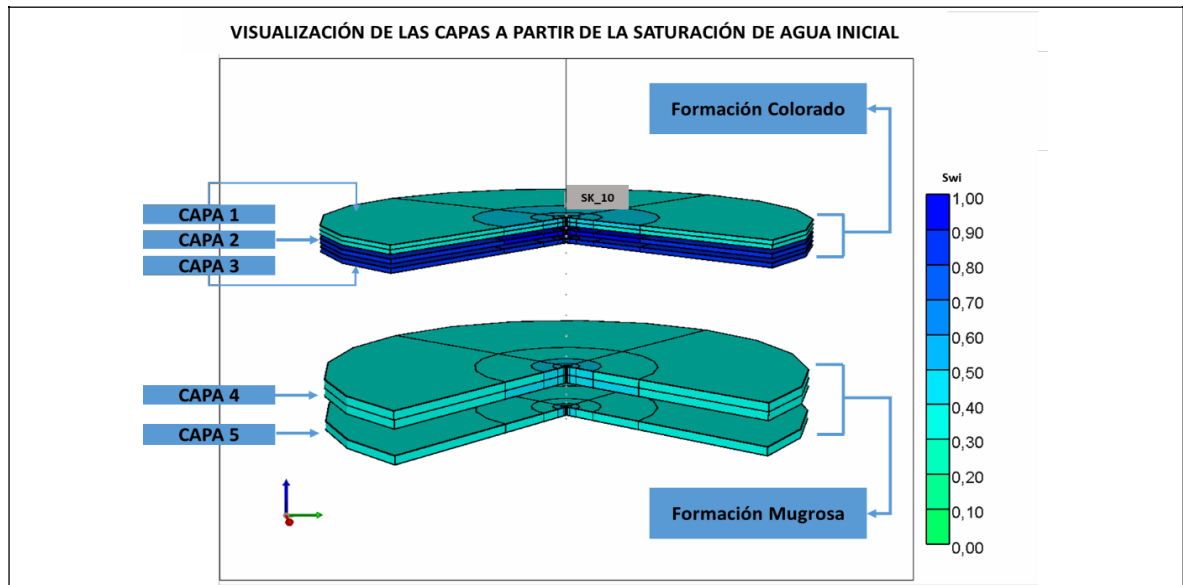 VISUALIZACIÓN DE LAS CAPAS A PARTIR DE LA SATURACIÓN DE AGUA INICIAL
Formación Colorado
SK_10
CAPA 1
CAPA 2
CAPA 3
CAPA 4
CAPA 5
Formación Mugrosa
Swi
1,00
0,90
0,80
0,70
0,60
0,50
0,40
0,30
0,20
0,10
0,00